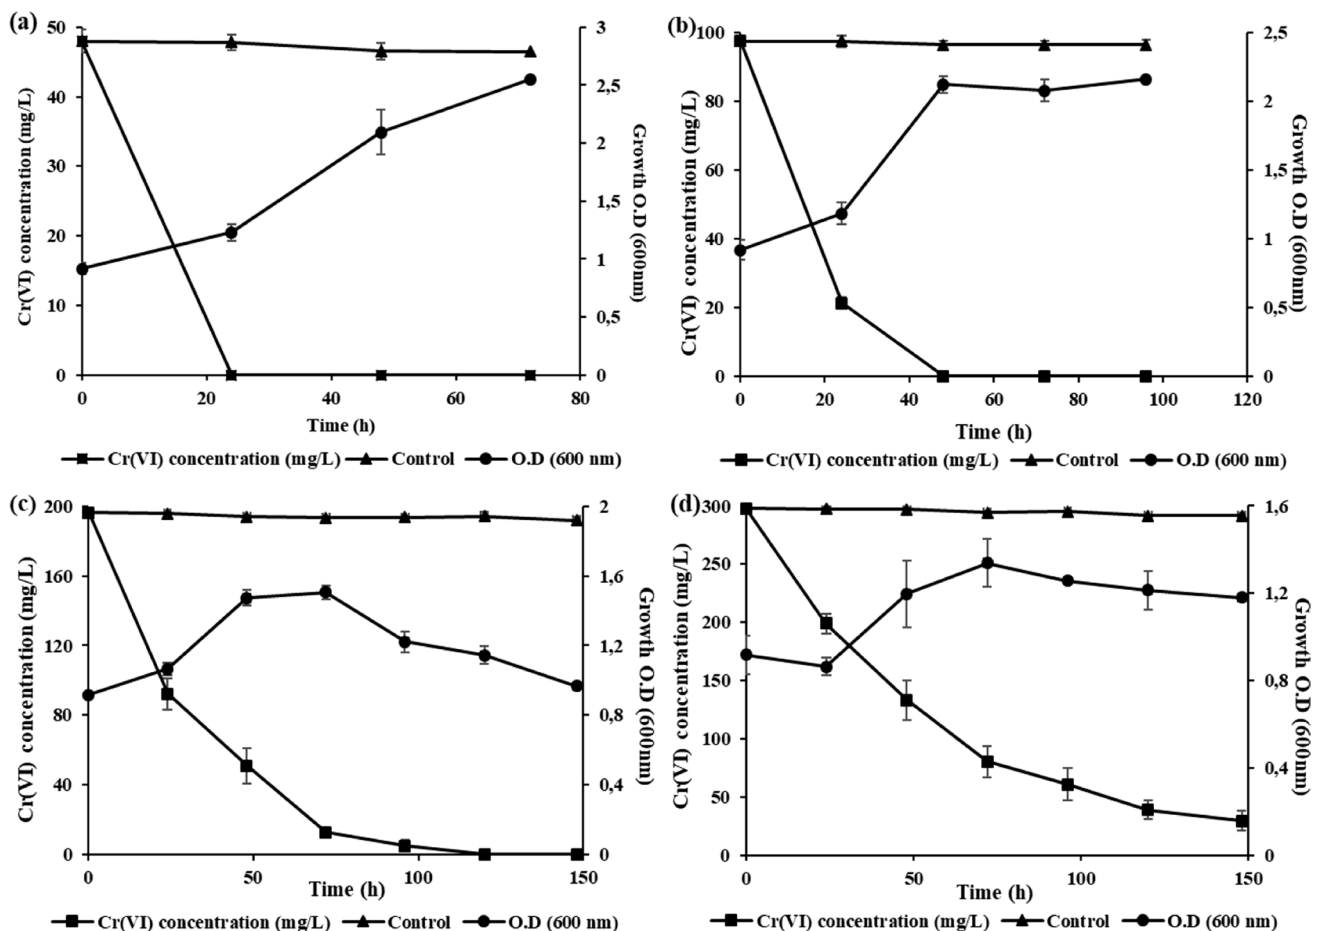 (a)
50
40
30
20
10
0
Cr(VI) concentration (mg/L)
3
2,5
2
1,5
1
0,5
0
Growth O.D (600nm)
0 20 40 60 80
Time (h)
Cr(VI) concentration (mg/L) Control O.D (600 nm)
(b)
100
80
60
40
20
0
Cr(VI) concentration (mg/L)
2,5
2
1,5
1
0,5
0
Growth O.D (600nm)
0 20 40 60 80 100 120
Time (h)
Cr(VI) concentration (mg/L) Control O.D (600 nm)
(c)
200
160
120
80
40
0
Cr(VI) concentration (mg/L)
2
1,6
1,2
0,8
0,4
0
Growth O.D (600nm)
0 50 100 150
Time (h)
Cr(VI) concentration (mg/L) Control O.D (600 nm)
(d)
300
250
200
150
100
50
0
Cr(VI) concentration (mg/L)
1,6
1,2
0,8
0,4
0
Growth O.D (600nm)
0 50 100 150
Time (h)
Cr(VI) concentration (mg/L) Control O.D (600 nm)